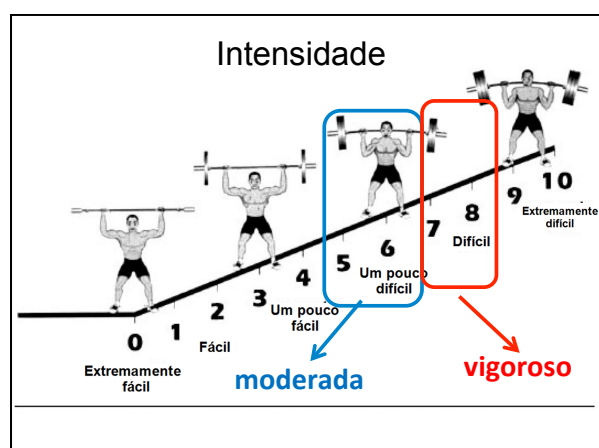 Intensidade
0
1
2
3
4
5
6
7
8
9
10
Extremamente
fácil
Fácil
Um pouco
fácil
Um pouco
difícil
Difícil
Extremamente
difícil
moderada
vigoroso